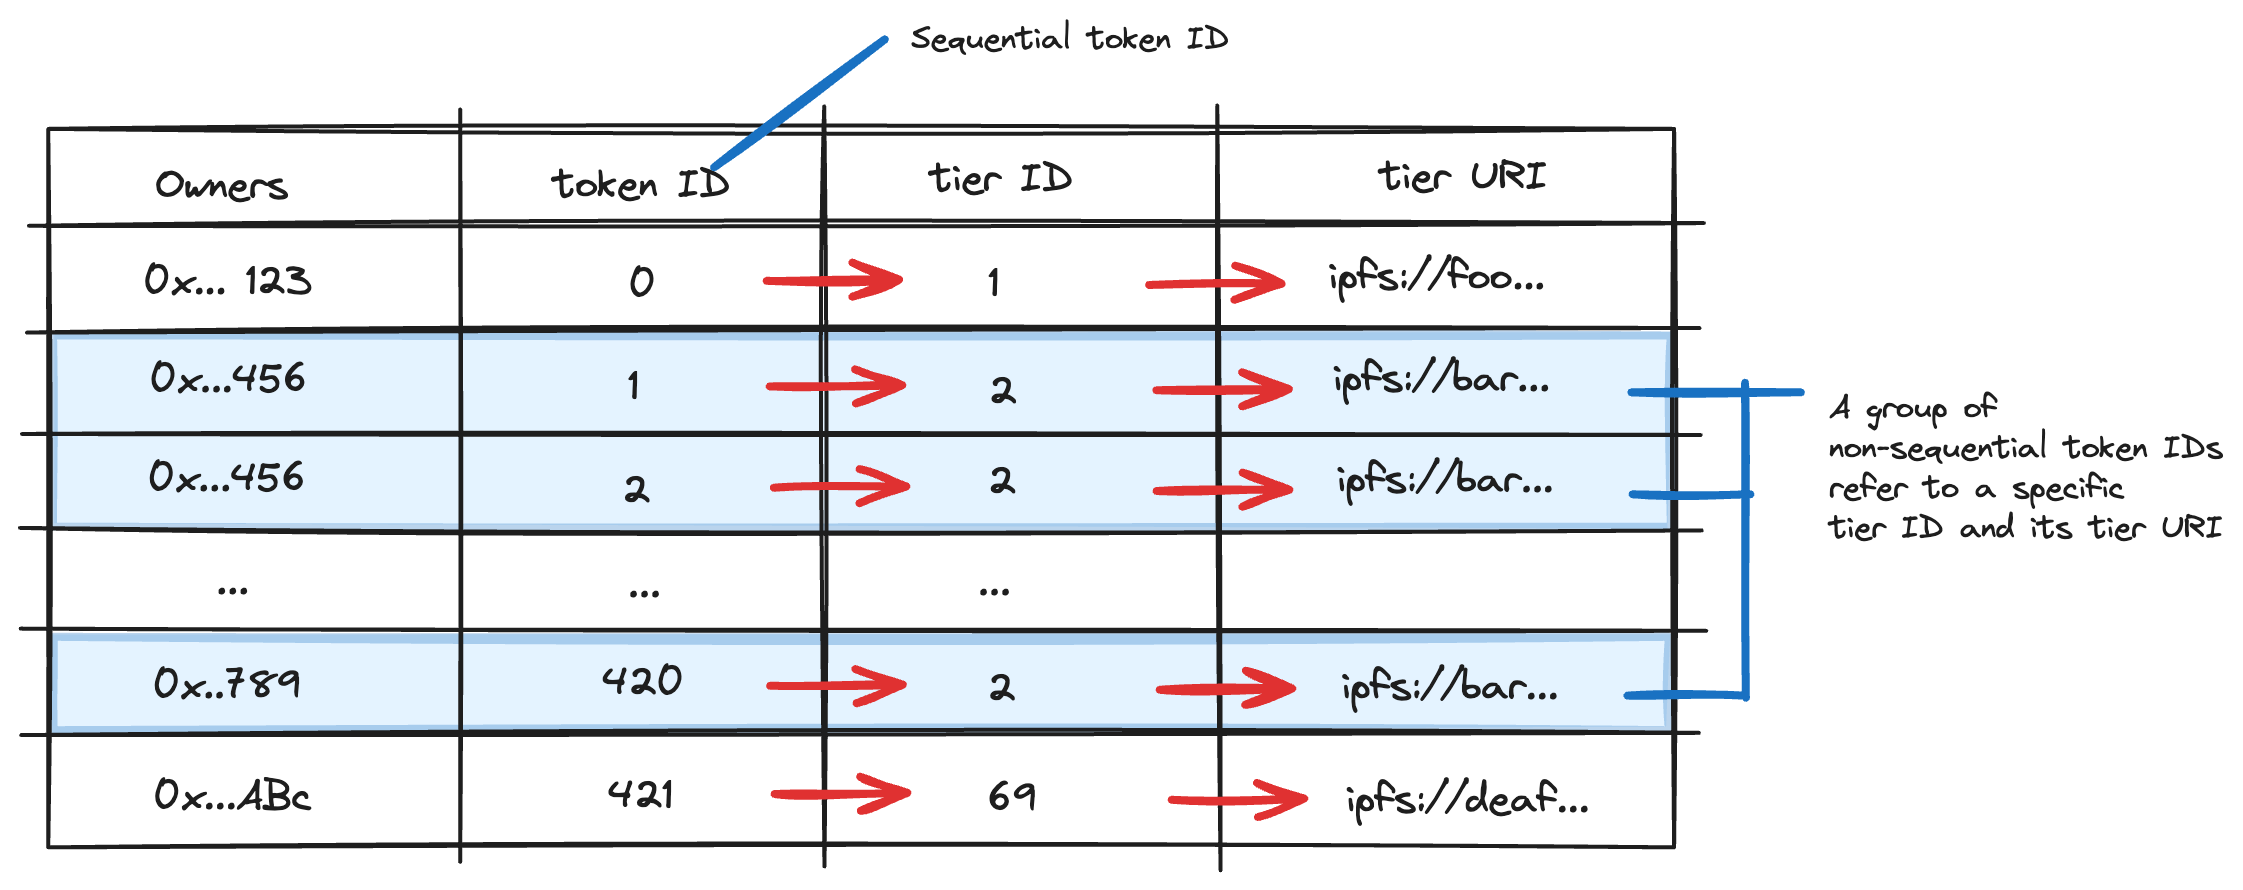 Sequential token ID
Owners token ID tier ID tier URI
0x... 123 0 1 ipfs://foo...
0x...456 1 2 ipfs://bar...
0x...456 2 2 ipfs://bar...
... ... ...
0x..789 420 2 ipfs://bar...
0x...ABc 421 69 ipfs://deaf...
A group of
non-sequential token IDs
refer to a specific
tier ID and its tier URI